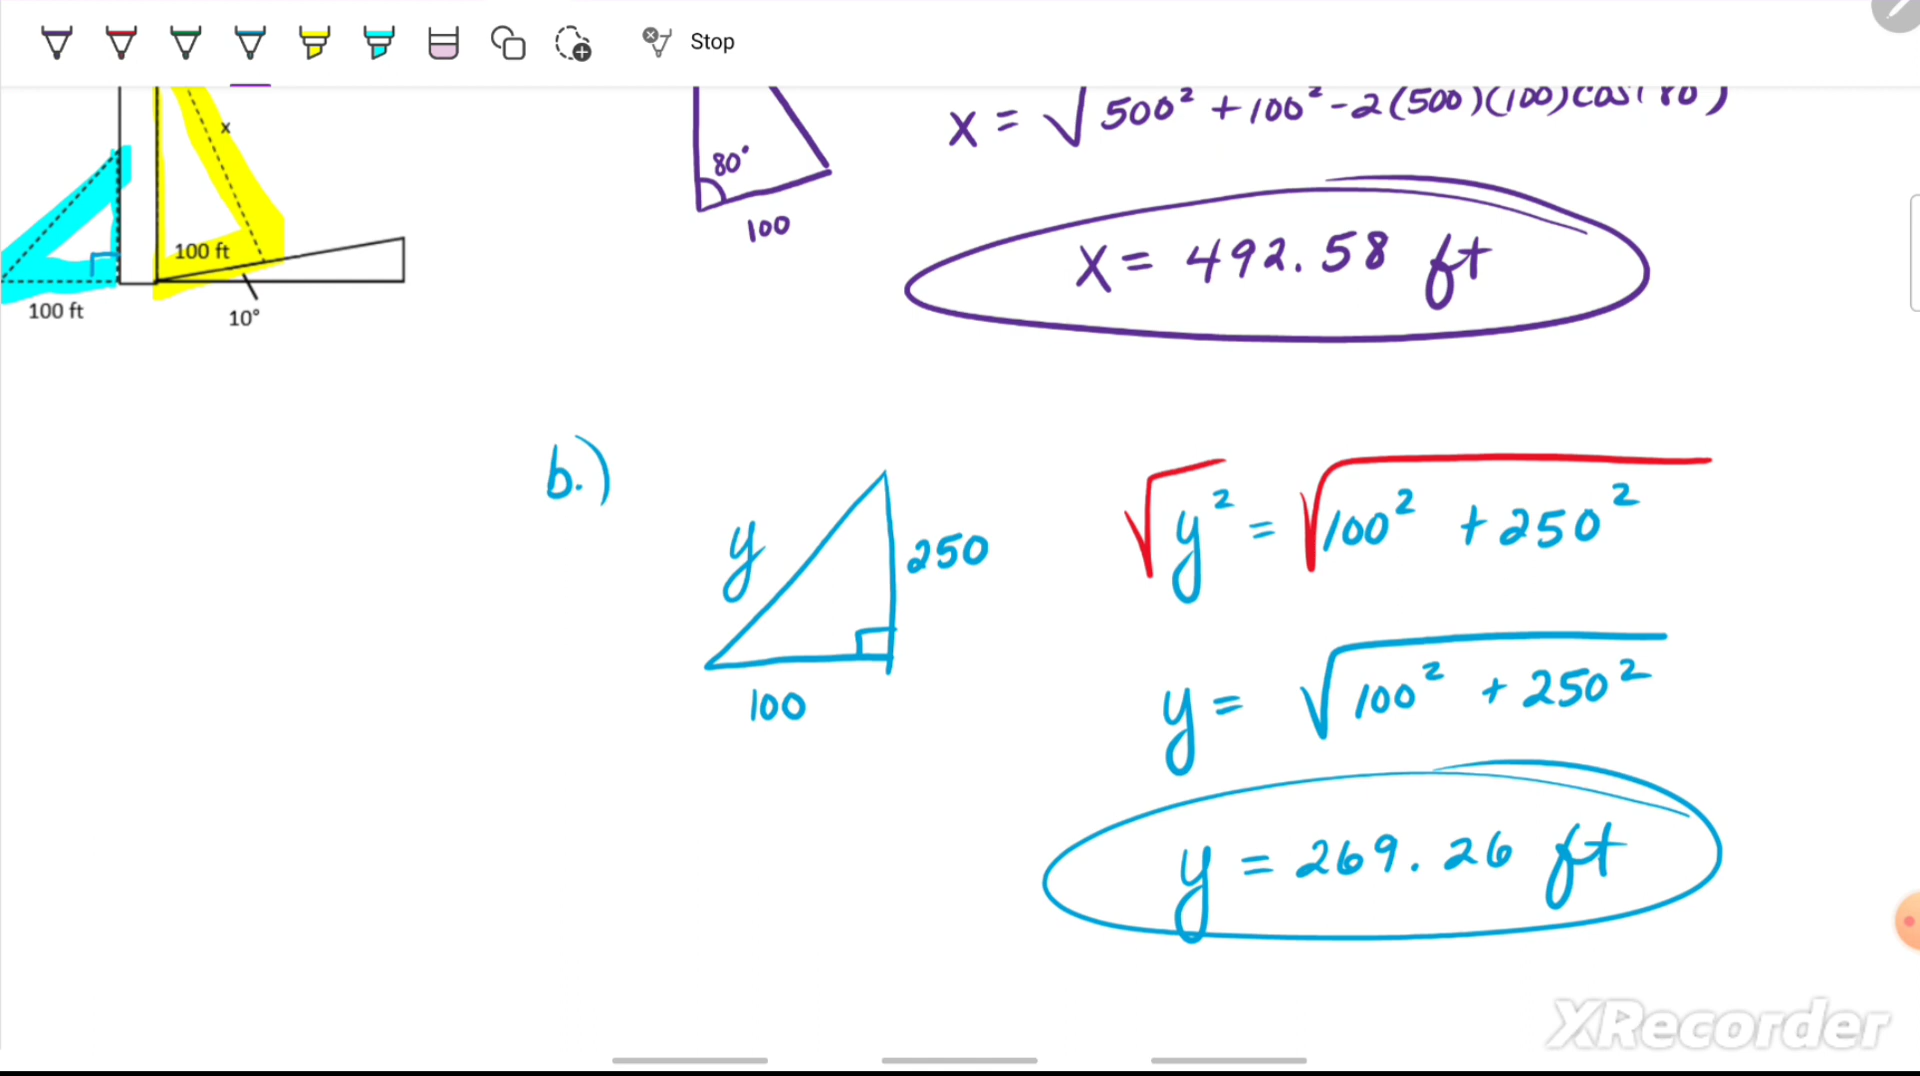 Stop
x = √500² + 100² - 2(500)(100)cos(80)
x
80°
100
100 ft
x = 492.58 ft
100 ft
10°
b.)
√y² = √100² + 250²
y
250
100
y = √100² + 250²
y = 269.26 ft
XRecorder